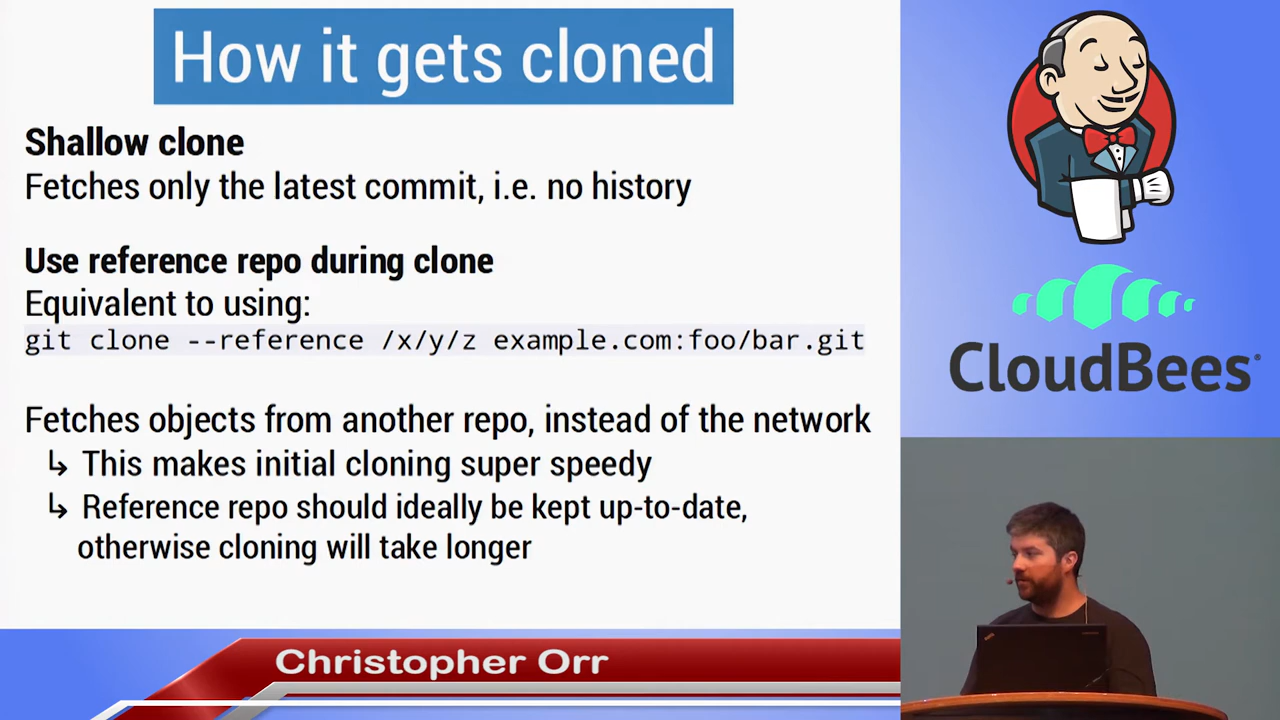 How it gets cloned
Shallow clone
Fetches only the latest commit, i.e. no history
Use reference repo during clone
Equivalent to using:
git clone --reference /x/y/z example.com:foo/bar.git
Fetches objects from another repo, instead of the network
↳ This makes initial cloning super speedy
↳ Reference repo should ideally be kept up-to-date,
otherwise cloning will take longer
CloudBees®
Christopher Orr